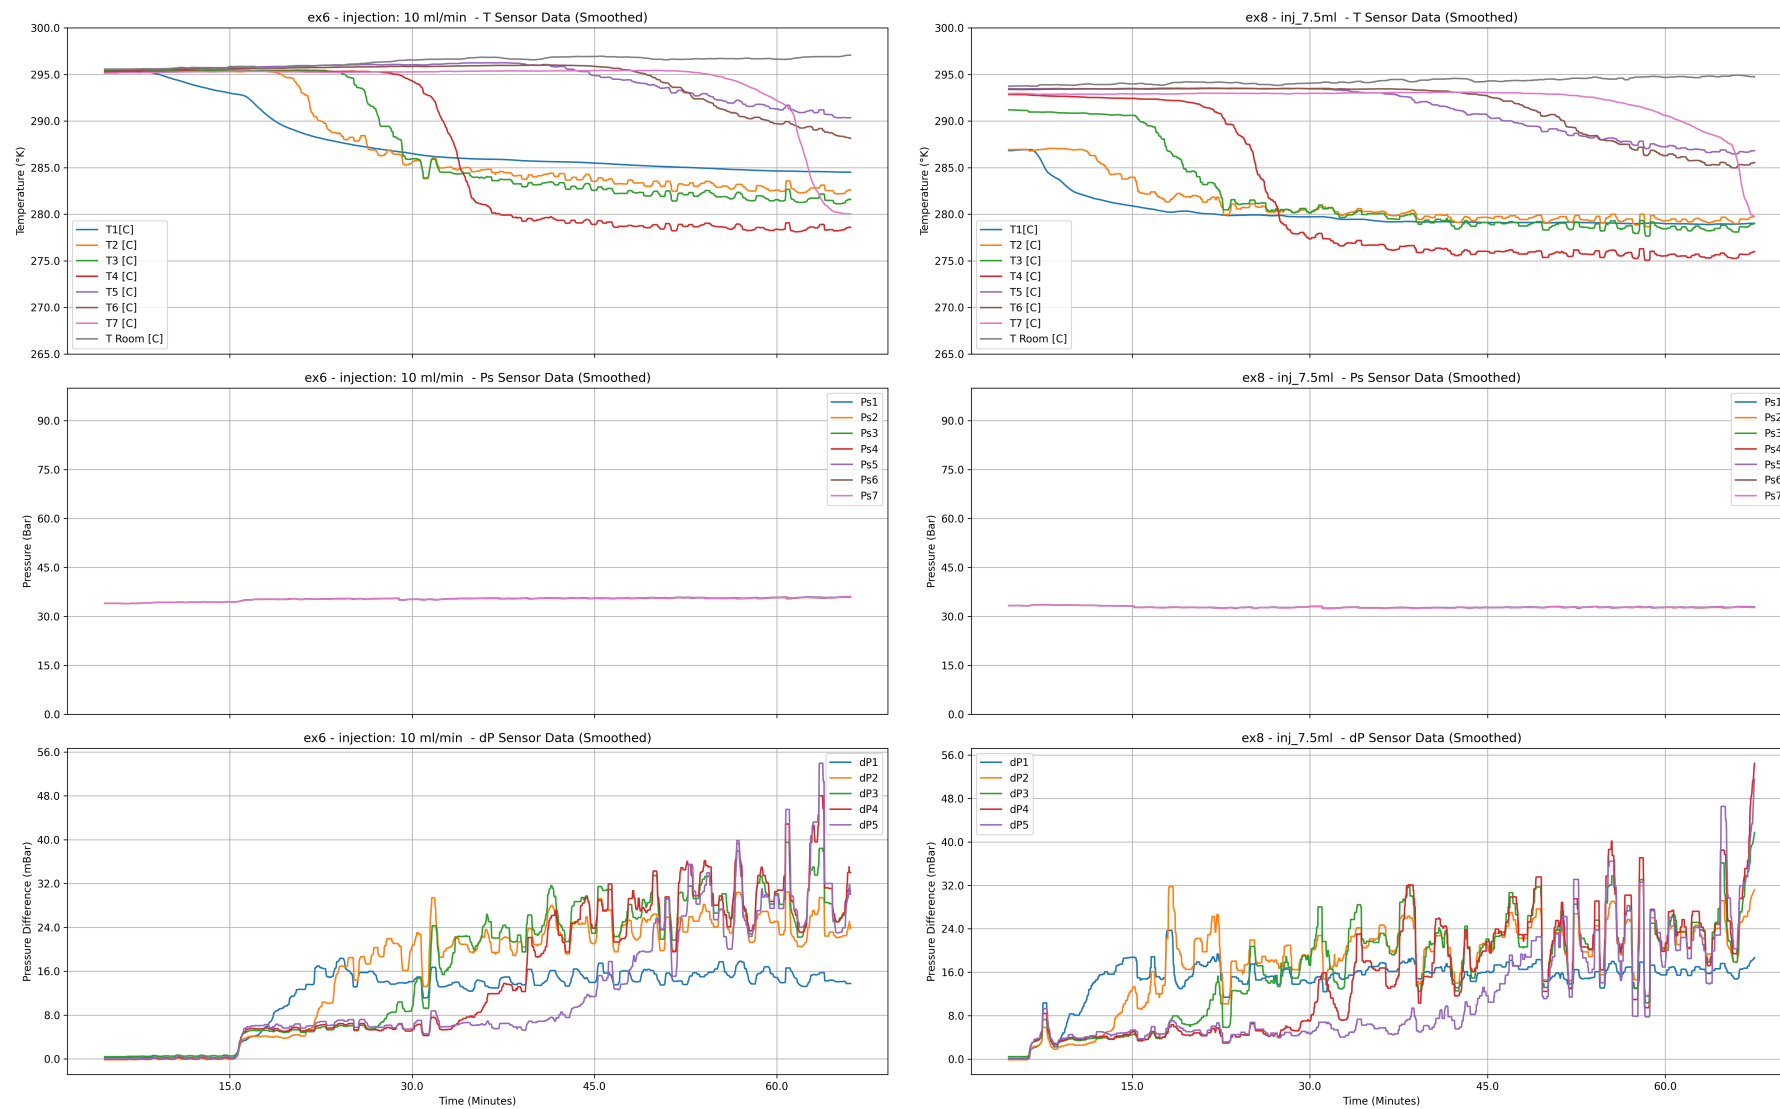 ex6 - injection: 10 ml/min - T Sensor Data (Smoothed)
300.0
295.0
290.0
285.0
280.0
275.0
270.0
265.0
Temperature (°K)
T1[C]
T2 [C]
T3 [C]
T4 [C]
T5 [C]
T6 [C]
T7 [C]
T Room [C]
ex8 - inj_7.5ml - T Sensor Data (Smoothed)
300.0
295.0
290.0
285.0
280.0
275.0
270.0
265.0
Temperature (°K)
T1[C]
T2 [C]
T3 [C]
T4 [C]
T5 [C]
T6 [C]
T7 [C]
T Room [C]
ex6 - injection: 10 ml/min - Ps Sensor Data (Smoothed)
90.0
75.0
60.0
45.0
30.0
15.0
0.0
Pressure (Bar)
Ps1
Ps2
Ps3
Ps4
Ps5
Ps6
Ps7
ex8 - inj_7.5ml - Ps Sensor Data (Smoothed)
90.0
75.0
60.0
45.0
30.0
15.0
0.0
Pressure (Bar)
Ps1
Ps2
Ps3
Ps4
Ps5
Ps6
Ps7
ex6 - injection: 10 ml/min - dP Sensor Data (Smoothed)
56.0
48.0
40.0
32.0
24.0
16.0
8.0
0.0
Pressure Difference (mBar)
dP1
dP2
dP3
dP4
dP5
15.0 30.0 45.0 60.0
Time (Minutes)
ex8 - inj_7.5ml - dP Sensor Data (Smoothed)
56.0
48.0
40.0
32.0
24.0
16.0
8.0
0.0
Pressure Difference (mBar)
dP1
dP2
dP3
dP4
dP5
15.0 30.0 45.0 60.0
Time (Minutes)